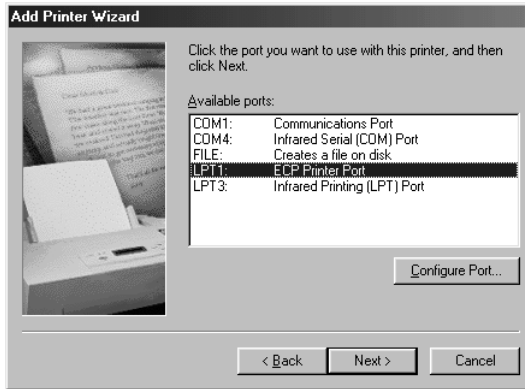 Add Printer Wizard
Click the port you want to use with this printer, and then
click Next.
Available ports:
COM1: Communications Port
COM4: Infrared Serial (COM) Port
FILE: Creates a file on disk
LPT1: ECP Printer Port
LPT3: Infrared Printing (LPT) Port
Configure Port...
< Back Next > Cancel